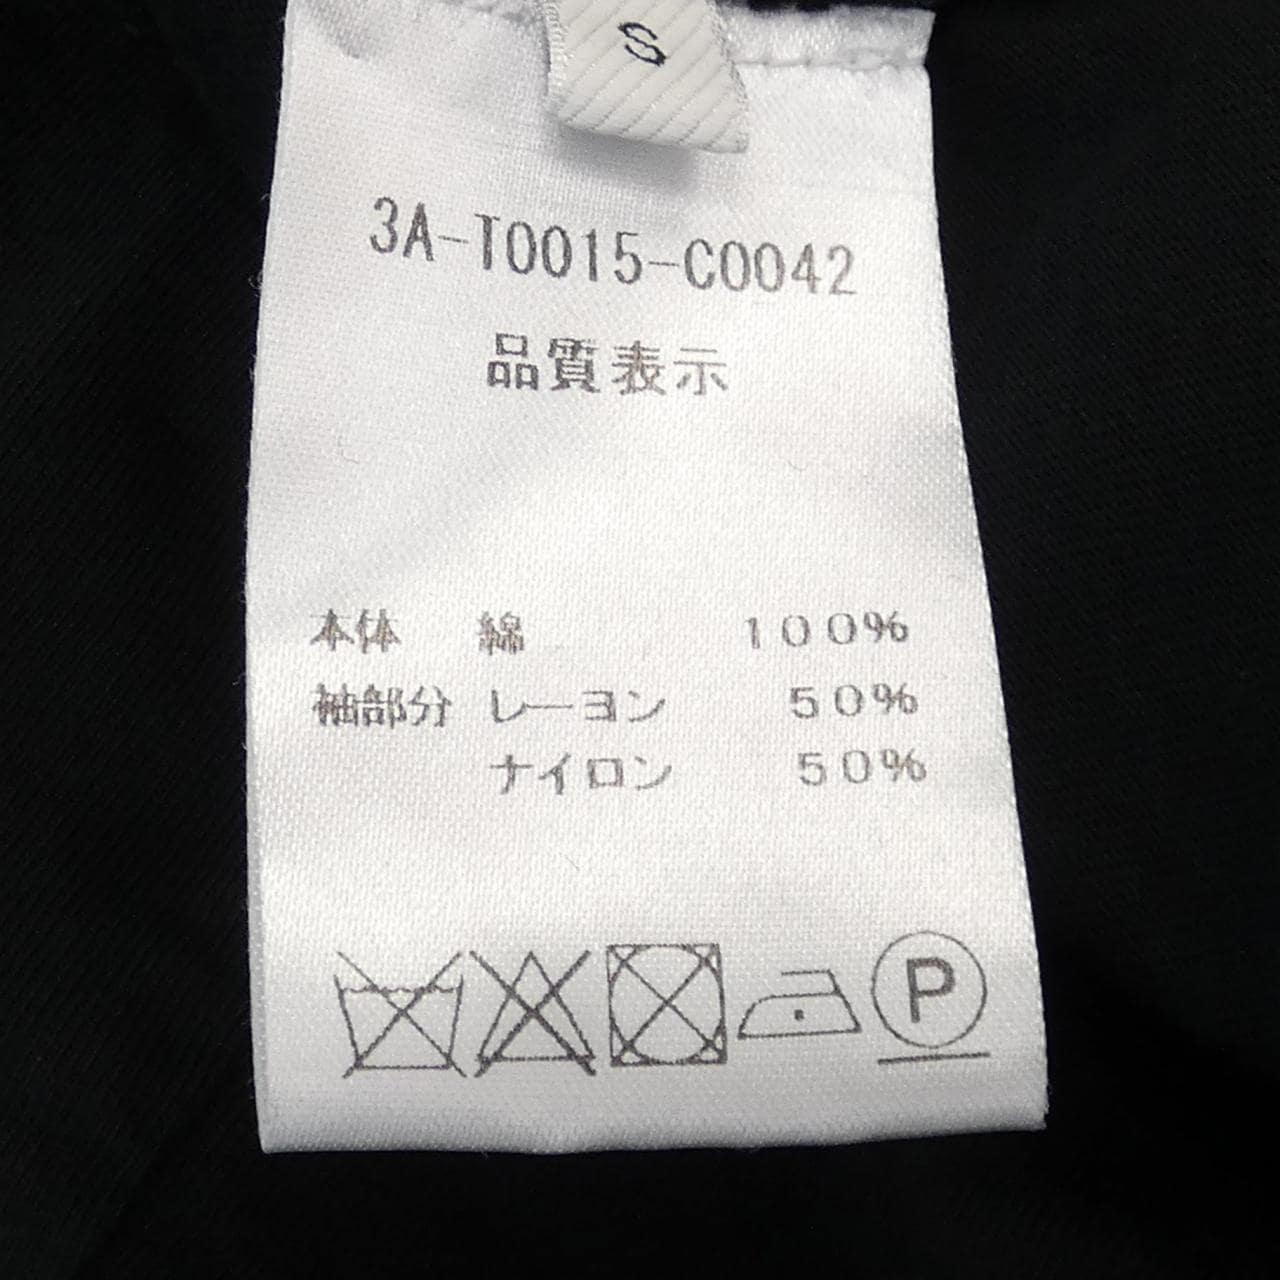 S
3A-T0015-C0042
品質表示
本体 綿 100%
袖部分 レーヨン 50%
ナイロン 50%
P